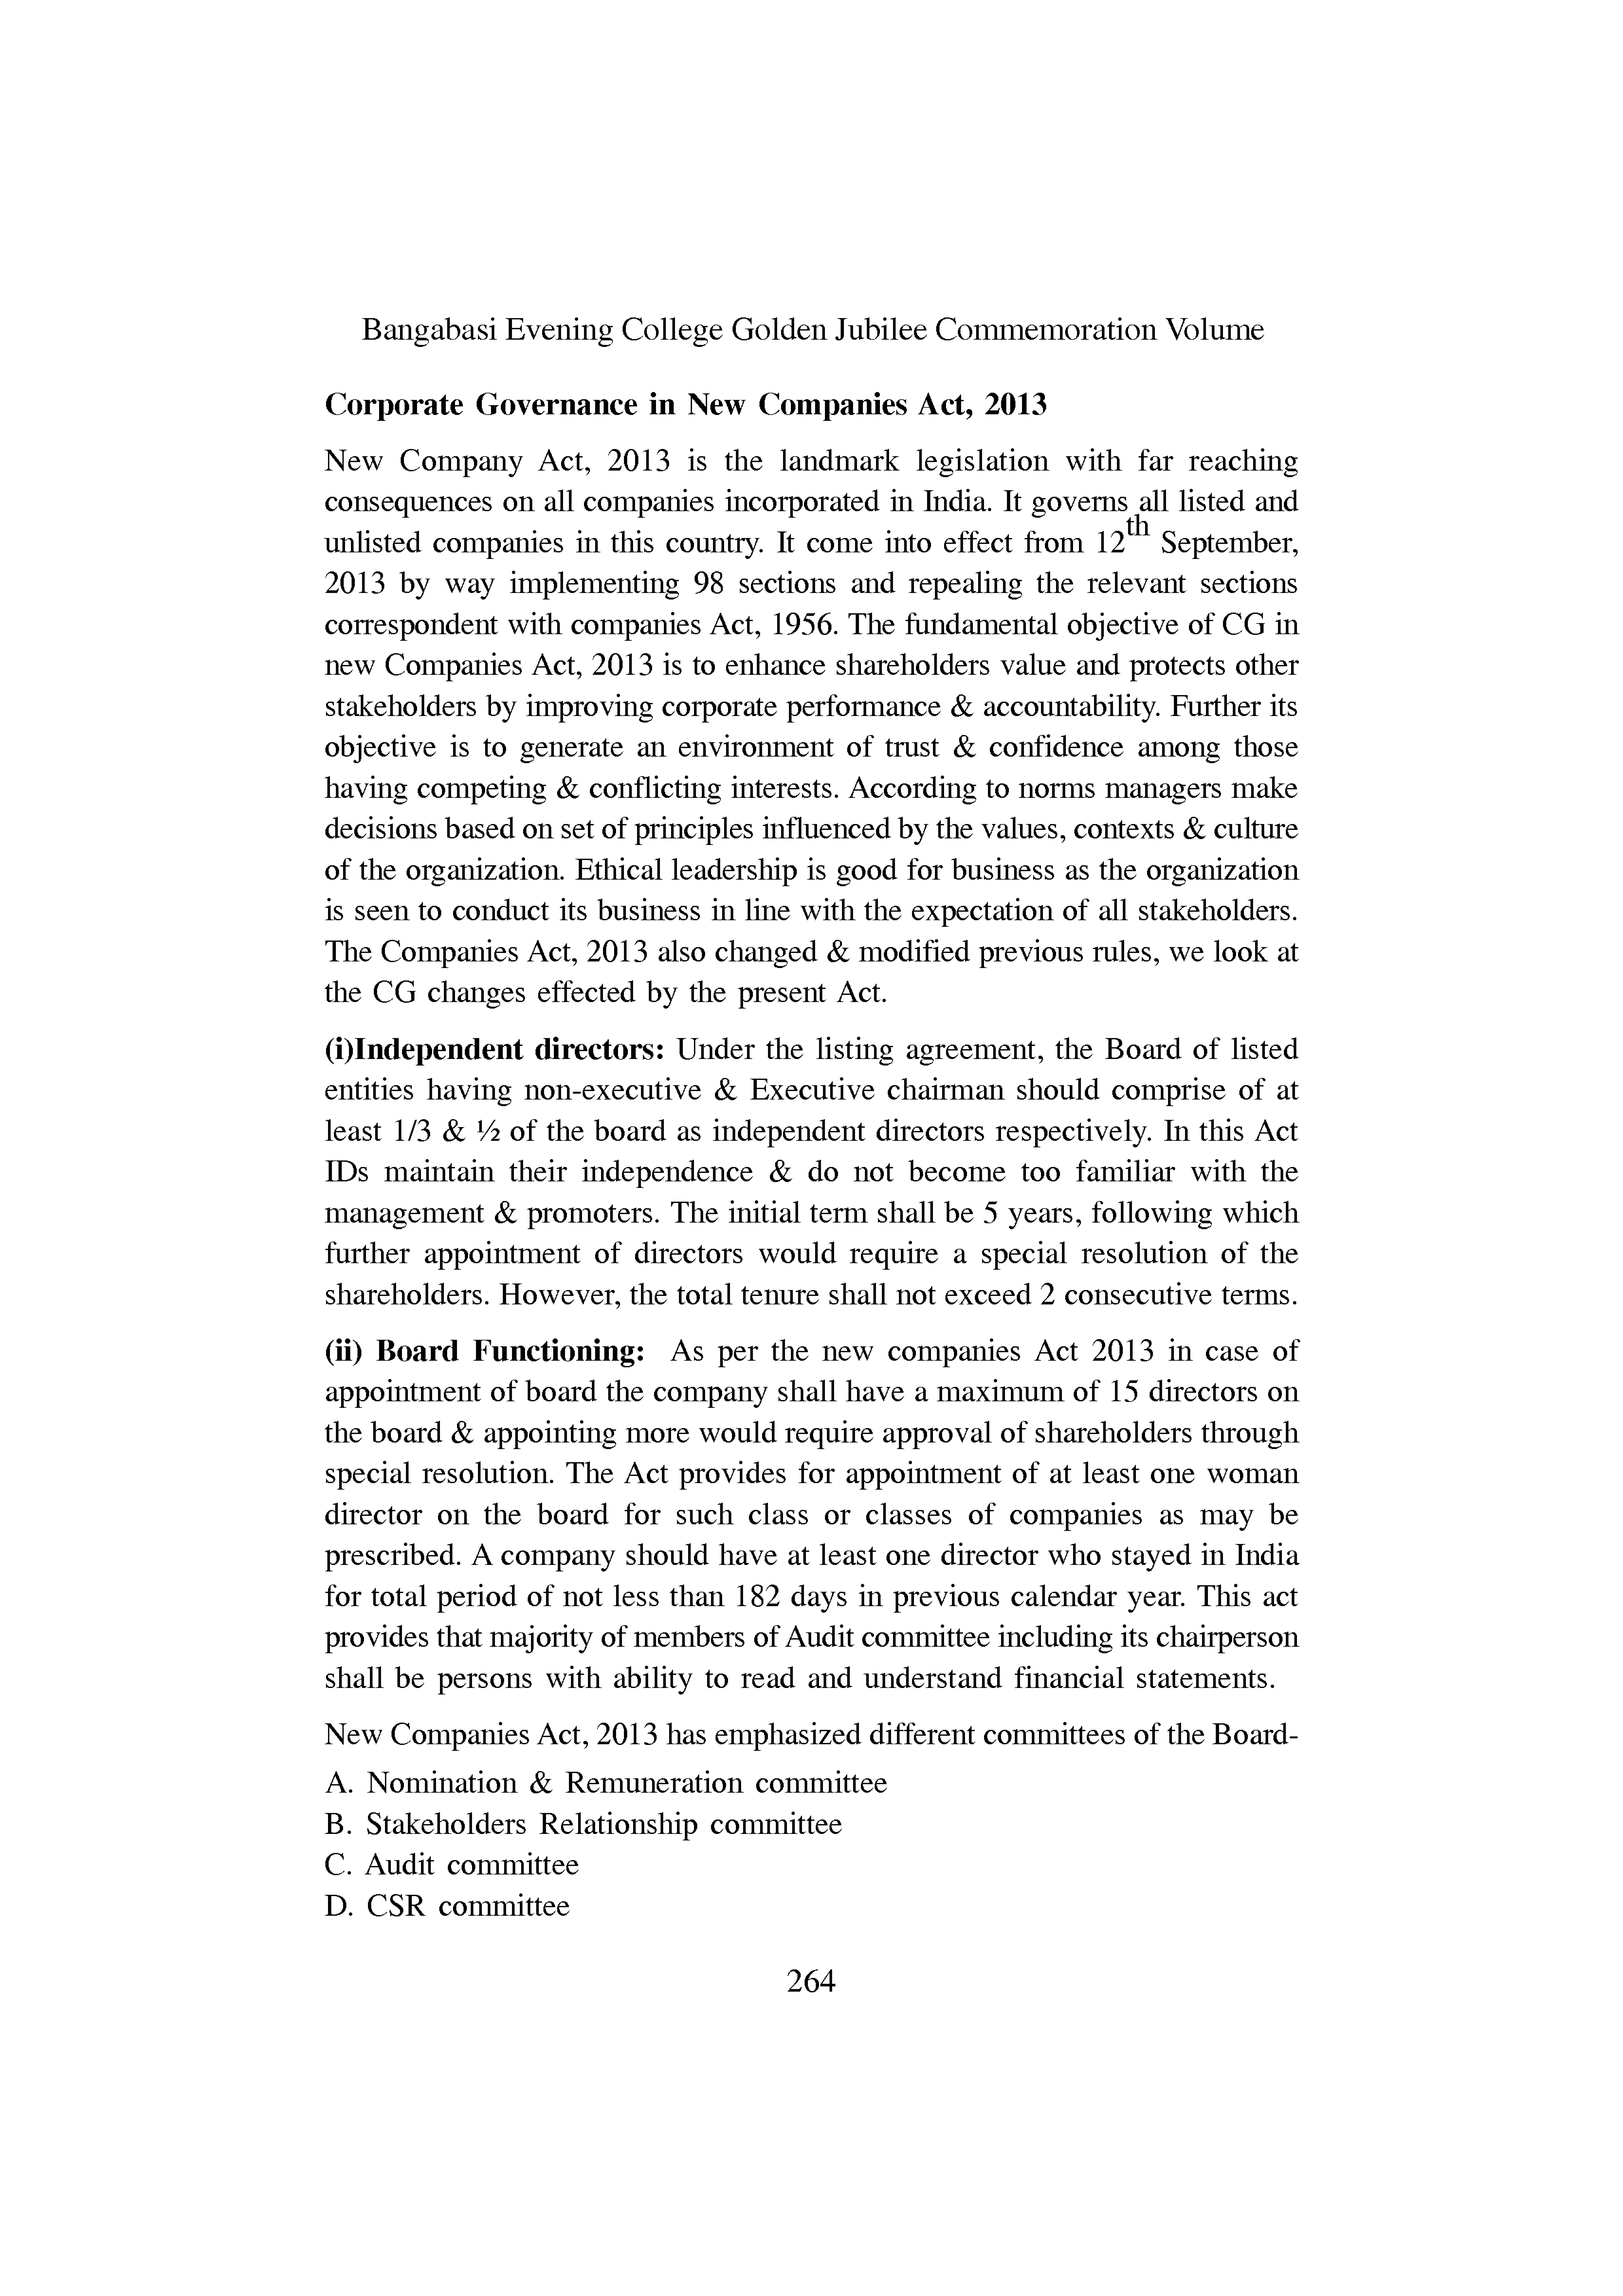 Bangabasi Evening College Golden Jubilee Commemoration Volume
Corporate Governance in New Companies Act, 2013
New Company Act, 2013 is the landmark legislation with far reaching
consequences on all companies incorporated in India. It governs all listed and
unlisted companies in this country. It come into effect from 12th September,
2013 by way implementing 98 sections and repealing the relevant sections
correspondent with companies Act, 1956. The fundamental objective of CG in
new Companies Act, 2013 is to enhance shareholders value and protects other
stakeholders by improving corporate performance & accountability. Further its
objective is to generate an environment of trust & confidence among those
having competing & conflicting interests. According to norms managers make
decisions based on set of principles influenced by the values, contexts & culture
of the organization. Ethical leadership is good for business as the organization
is seen to conduct its business in line with the expectation of all stakeholders.
The Companies Act, 2013 also changed & modified previous rules, we look at
the CG changes effected by the present Act.
(i)Independent directors: Under the listing agreement, the Board of listed
entities having non-executive & Executive chairman should comprise of at
least 1/3 & ½ of the board as independent directors respectively. In this Act
IDs maintain their independence & do not become too familiar with the
management & promoters. The initial term shall be 5 years, following which
further appointment of directors would require a special resolution of the
shareholders. However, the total tenure shall not exceed 2 consecutive terms.
(ii) Board Functioning: As per the new companies Act 2013 in case of
appointment of board the company shall have a maximum of 15 directors on
the board & appointing more would require approval of shareholders through
special resolution. The Act provides for appointment of at least one woman
director on the board for such class or classes of companies as may be
prescribed. A company should have at least one director who stayed in India
for total period of not less than 182 days in previous calendar year. This act
provides that majority of members of Audit committee including its chairperson
shall be persons with ability to read and understand financial statements.
New Companies Act, 2013 has emphasized different committees of the Board-
A. Nomination & Remuneration committee
B. Stakeholders Relationship committee
C. Audit committee
D. CSR committee
264